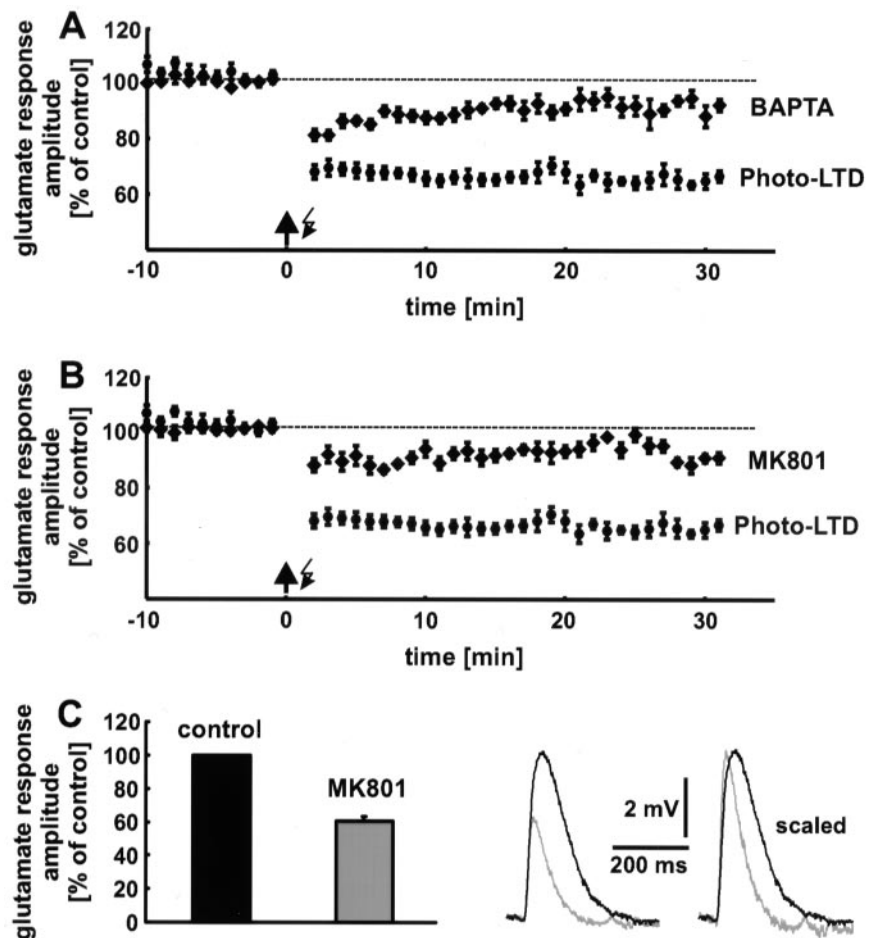 A
glutamate response
amplitude
[% of control]
120
100
80
60
BAPTA
Photo-LTD
-10
0
10
20
30
time [min]
B
glutamate response
amplitude
[% of control]
120
100
80
60
MK801
Photo-LTD
-10
0
10
20
30
time [min]
C
glutamate response
amplitude
[% of control]
120
100
80
60
40
20
0
control
MK801
2 mV
200 ms
scaled